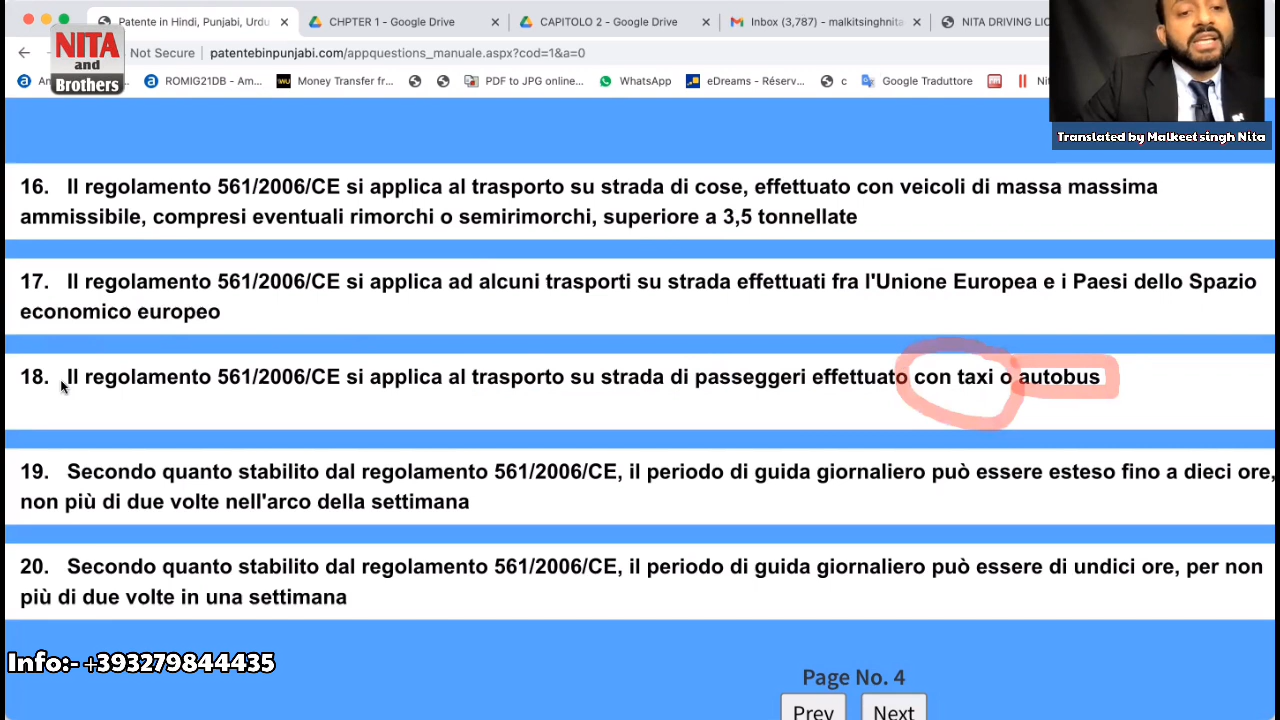 Patente in Hindi, Punjabi, Urdu
CHPTER 1 - Google Drive
CAPITOLO 2 - Google Drive
Inbox (3,787) - malkitsinghnita
NITA DRIVING LIC
NITA
and
Brothers
Not Secure
patentebinpunjabi.com/appquestions_manuale.aspx?cod=1&a=0
Am
ROMIG21DB - Am...
Money Transfer fr...
PDF to JPG online...
WhatsApp
eDreams - Réserv...
c
Google Traduttore
Translated by Malkeet singh Nita
16. Il regolamento 561/2006/CE si applica al trasporto su strada di cose, effettuato con veicoli di massa massima
ammissibile, compresi eventuali rimorchi o semirimorchi, superiore a 3,5 tonnellate
17. Il regolamento 561/2006/CE si applica ad alcuni trasporti su strada effettuati fra l'Unione Europea e i Paesi dello Spazio
economico europeo
18. Il regolamento 561/2006/CE si applica al trasporto su strada di passeggeri effettuato con taxi o autobus
19. Secondo quanto stabilito dal regolamento 561/2006/CE, il periodo di guida giornaliero può essere esteso fino a dieci ore,
non più di due volte nell'arco della settimana
20. Secondo quanto stabilito dal regolamento 561/2006/CE, il periodo di guida giornaliero può essere di undici ore, per non
più di due volte in una settimana
Info:- +393279844435
Page No. 4
Prev
Next